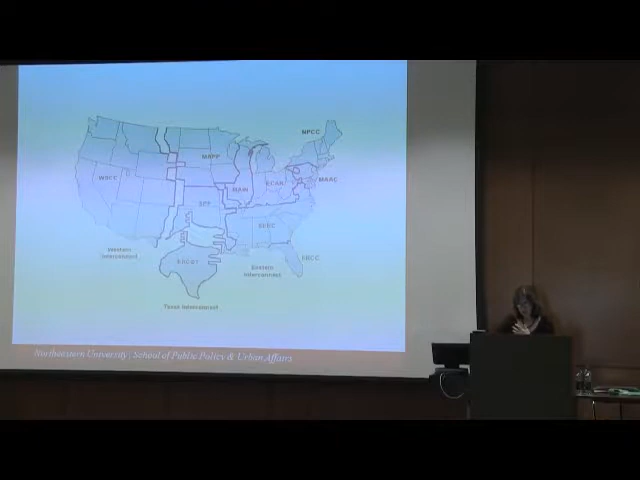 NPCC
MAPP
WSCC
MAAC
ECAR
MAIN
SPP
SERC
Western
Interconnect
ERCOT
FRCC
Eastern
Interconnect
Texas Interconnect
Northeastern University | School of Public Policy & Urban Affairs